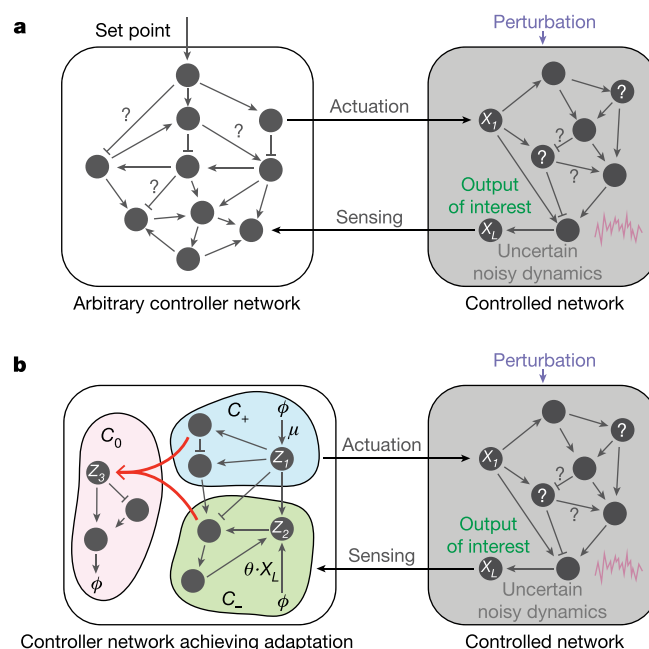 a
Set point
Perturbation
?
?
?
Actuation
X1
?
?
?
?
Output
of interest
Sensing
XL
Uncertain
noisy dynamics
Arbitrary controller network
Controlled network
b
Perturbation
C+
ϕ
μ
C0
Actuation
Z3
Z1
X1
?
?
?
?
Z2
Output
of interest
Sensing
θ·XL
XL
ϕ
ϕ
C−
Uncertain
noisy dynamics
Controller network achieving adaptation
Controlled network